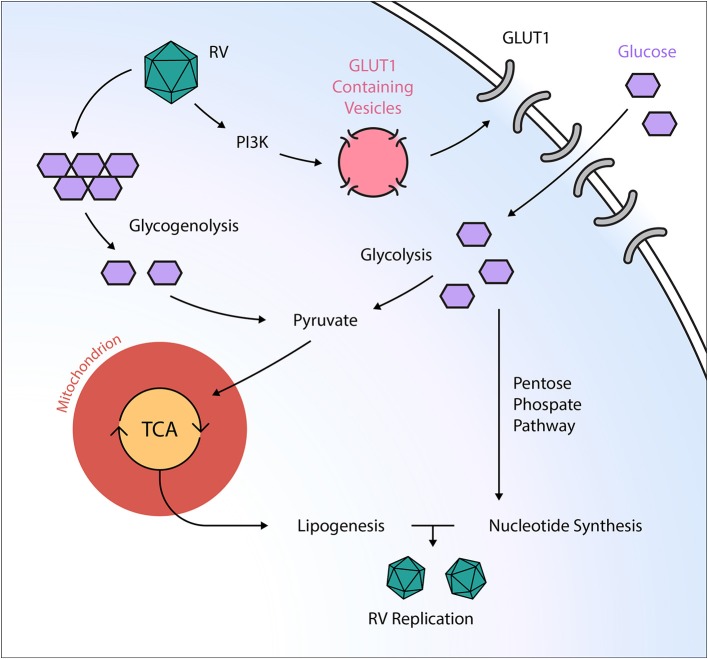 RV
GLUT1
GLUT1
Containing
Vesicles
Glucose
PI3K
Glycogenolysis
Glycolysis
Pyruvate
Mitochondrion
TCA
Pentose
Phospate
Pathway
Lipogenesis
Nucleotide Synthesis
RV Replication